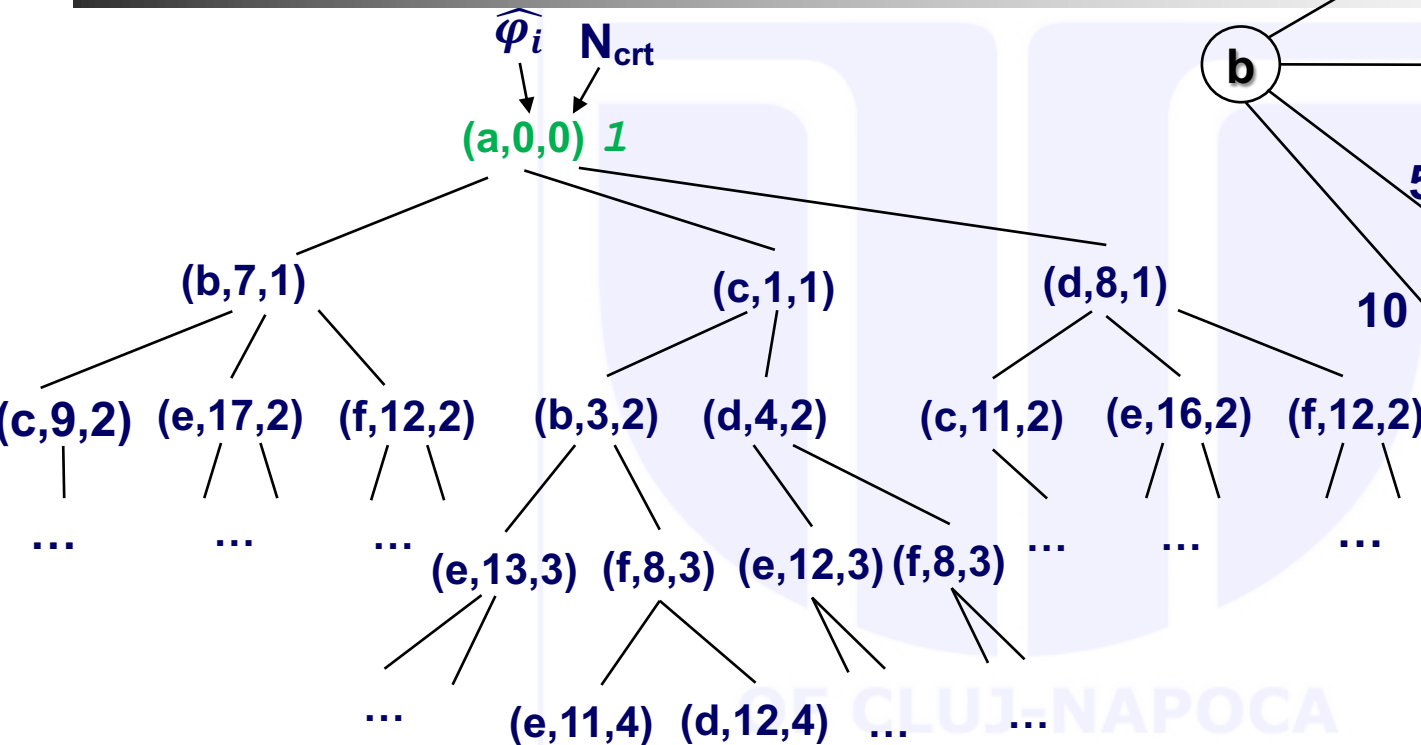 φ̂ᵢ N_crt
b
(a,0,0) 1
5
(b,7,1) (c,1,1) (d,8,1)
10
(c,9,2) (e,17,2) (f,12,2) (b,3,2) (d,4,2) (c,11,2) (e,16,2) (f,12,2)
... ... ... (e,13,3) (f,8,3) (e,12,3) (f,8,3) ... ... ...
... (e,11,4) (d,12,4) ... ...
OF CLUJ-NAPOCA